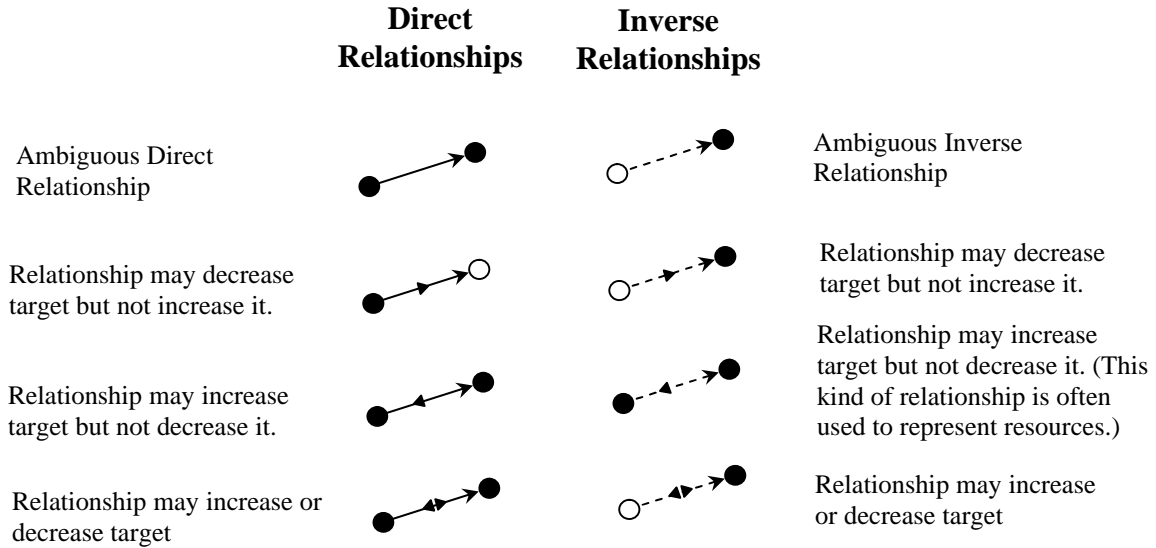 Direct
Relationships
Inverse
Relationships
Ambiguous Direct
Relationship
Ambiguous Inverse
Relationship
Relationship may decrease
target but not increase it.
Relationship may decrease
target but not increase it.
Relationship may increase
target but not decrease it.
Relationship may increase
target but not decrease it. (This
kind of relationship is often
used to represent resources.)
Relationship may increase or
decrease target
Relationship may increase
or decrease target